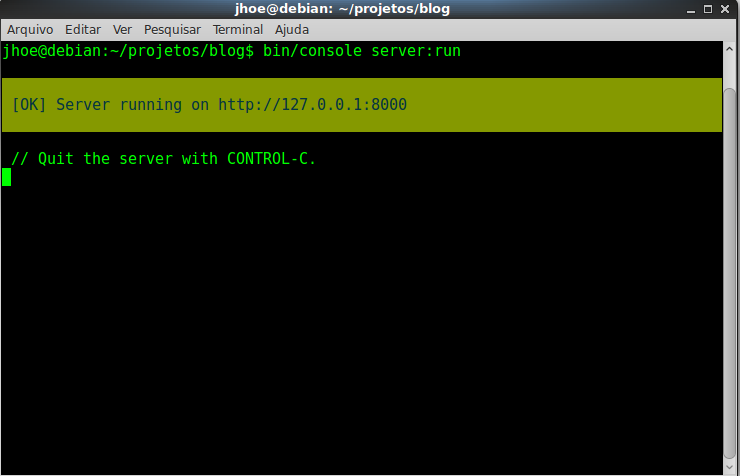 jhoe@debian: ~/projetos/blog
Arquivo Editar Ver Pesquisar Terminal Ajuda
jhoe@debian:~/projetos/blog$ bin/console server:run
[OK] Server running on http://127.0.0.1:8000
// Quit the server with CONTROL-C.